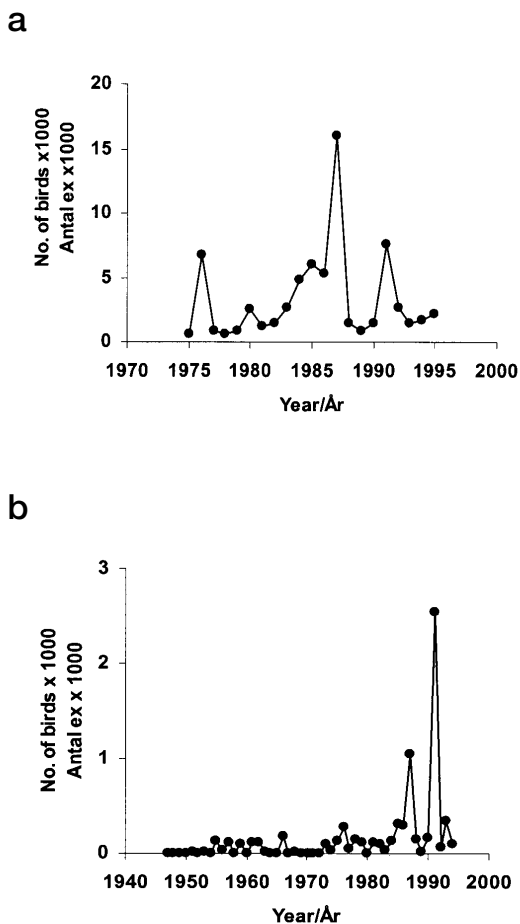 a
No. of birds x1000
Antal ex x1000
20
15
10
5
0
1970 1975 1980 1985 1990 1995 2000
Year/År
b
No. of birds x 1000
Antal ex x 1000
3
2
1
0
1940 1950 1960 1970 1980 1990 2000
Year/År